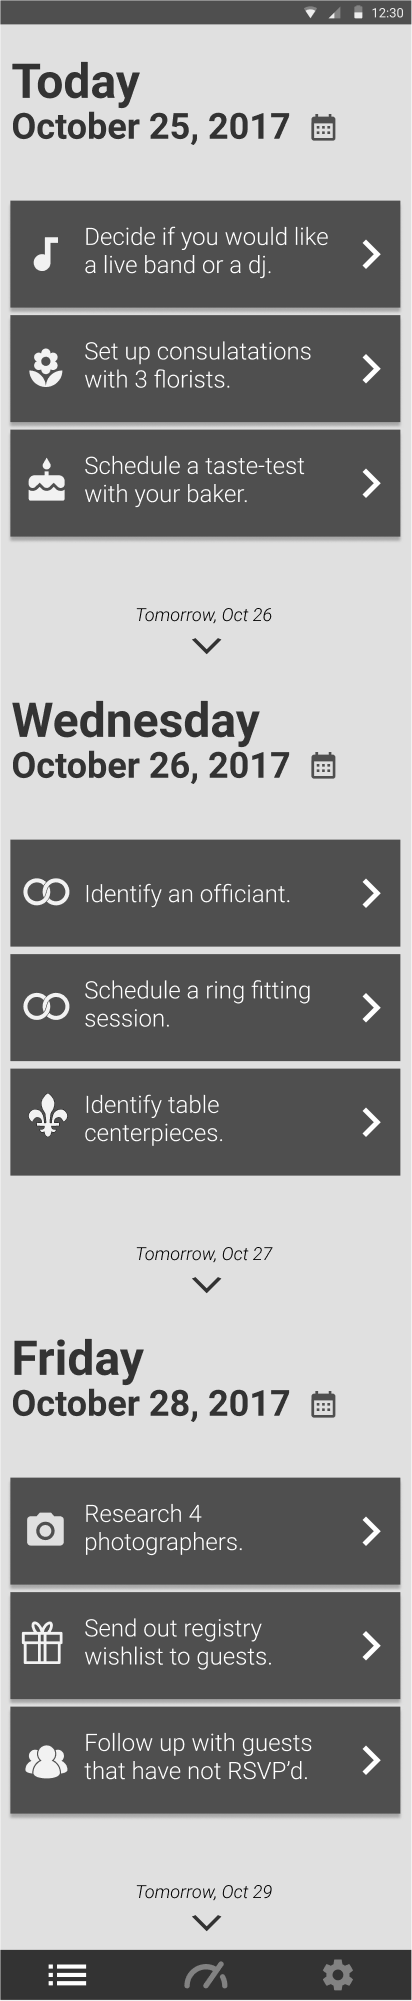 12:30
Today
October 25, 2017
Decide if you would like
a live band or a dj.
Set up consulatations
with 3 florists.
Schedule a taste-test
with your baker.
Tomorrow, Oct 26
Wednesday
October 26, 2017
Identify an officiant.
Schedule a ring fitting
session.
Identify table
centerpieces.
Tomorrow, Oct 27
Friday
October 28, 2017
Research 4
photographers.
Send out registry
wishlist to guests.
Follow up with guests
that have not RSVP’d.
Tomorrow, Oct 29